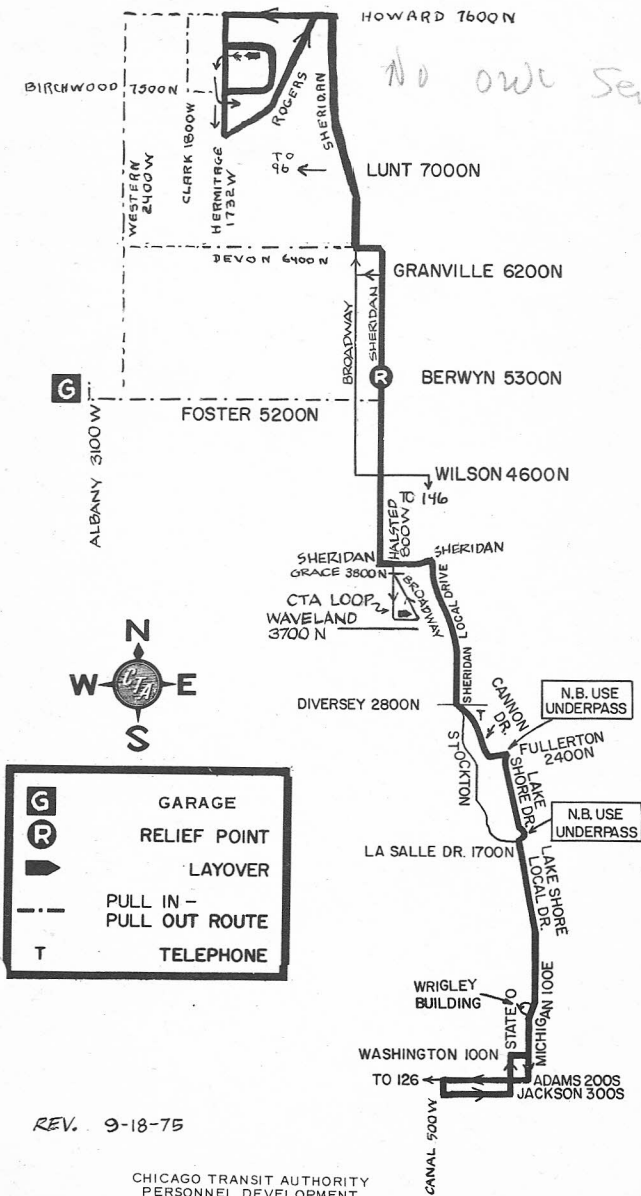 HOWARD 7600N
No owl
BIRCHWOOD 7500N
ROGERS
SHERIDAN
WESTERN
2400W
CLARK 1800W
HERMITAGE
1732W
TO
96
LUNT 7000N
DEVON 6400N
GRANVILLE 6200N
BROADWAY
SHERIDAN
G
R
BERWYN 5300N
FOSTER 5200N
ALBANY 3100W
WILSON 4600N
TO 146
HALSTED
800W
SHERIDAN
SHERIDAN
GRACE 3800N
BROADWAY
CTA LOOP
WAVELAND
3700 N
SHERIDAN LOCAL DRIVE
N
W CTA E
S
DIVERSEY 2800N
T
CANNON
DR.
N.B. USE
UNDERPASS
STOCKTON
FULLERTON
2400N
LAKE
SHORE DR.
N.B. USE
UNDERPASS
LA SALLE DR. 1700N
LAKE SHORE
LOCAL DR.
G GARAGE
R RELIEF POINT
LAYOVER
PULL IN –
PULL OUT ROUTE
T TELEPHONE
WRIGLEY
BUILDING
STATE O
MICHIGAN 100E
WASHINGTON 100N
TO 126
ADAMS 200S
JACKSON 300S
CANAL 500W
REV. 9-18-75
CHICAGO TRANSIT AUTHORITY
PERSONNEL DEVELOPMENT